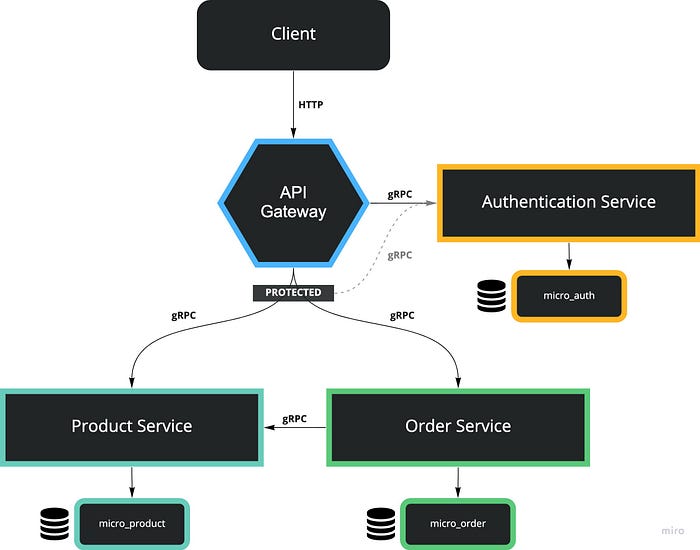 Client
HTTP
API
Gateway
gRPC
Authentication Service
gRPC
micro_auth
PROTECTED
gRPC
gRPC
Product Service
gRPC
Order Service
micro_product
micro_order
miro